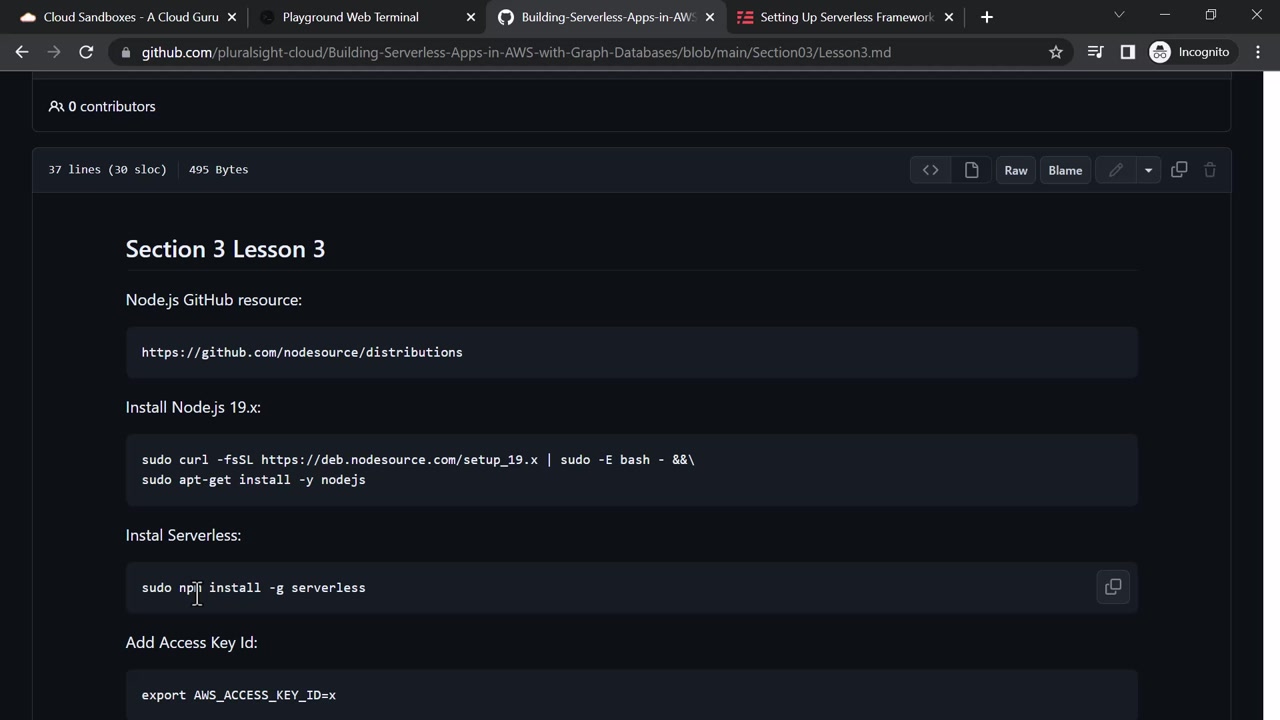 Cloud Sandboxes - A Cloud Guru
Playground Web Terminal
Building-Serverless-Apps-in-AWS
Setting Up Serverless Framework
github.com/pluralsight-cloud/Building-Serverless-Apps-in-AWS-with-Graph-Databases/blob/main/Section03/Lesson3.md
Incognito
0 contributors
37 lines (30 sloc)
495 Bytes
Raw
Blame
Section 3 Lesson 3
Node.js GitHub resource:
https://github.com/nodesource/distributions
Install Node.js 19.x:
sudo curl -fsSL https://deb.nodesource.com/setup_19.x | sudo -E bash - &&\
sudo apt-get install -y nodejs
Instal Serverless:
sudo npm install -g serverless
Add Access Key Id:
export AWS_ACCESS_KEY_ID=x